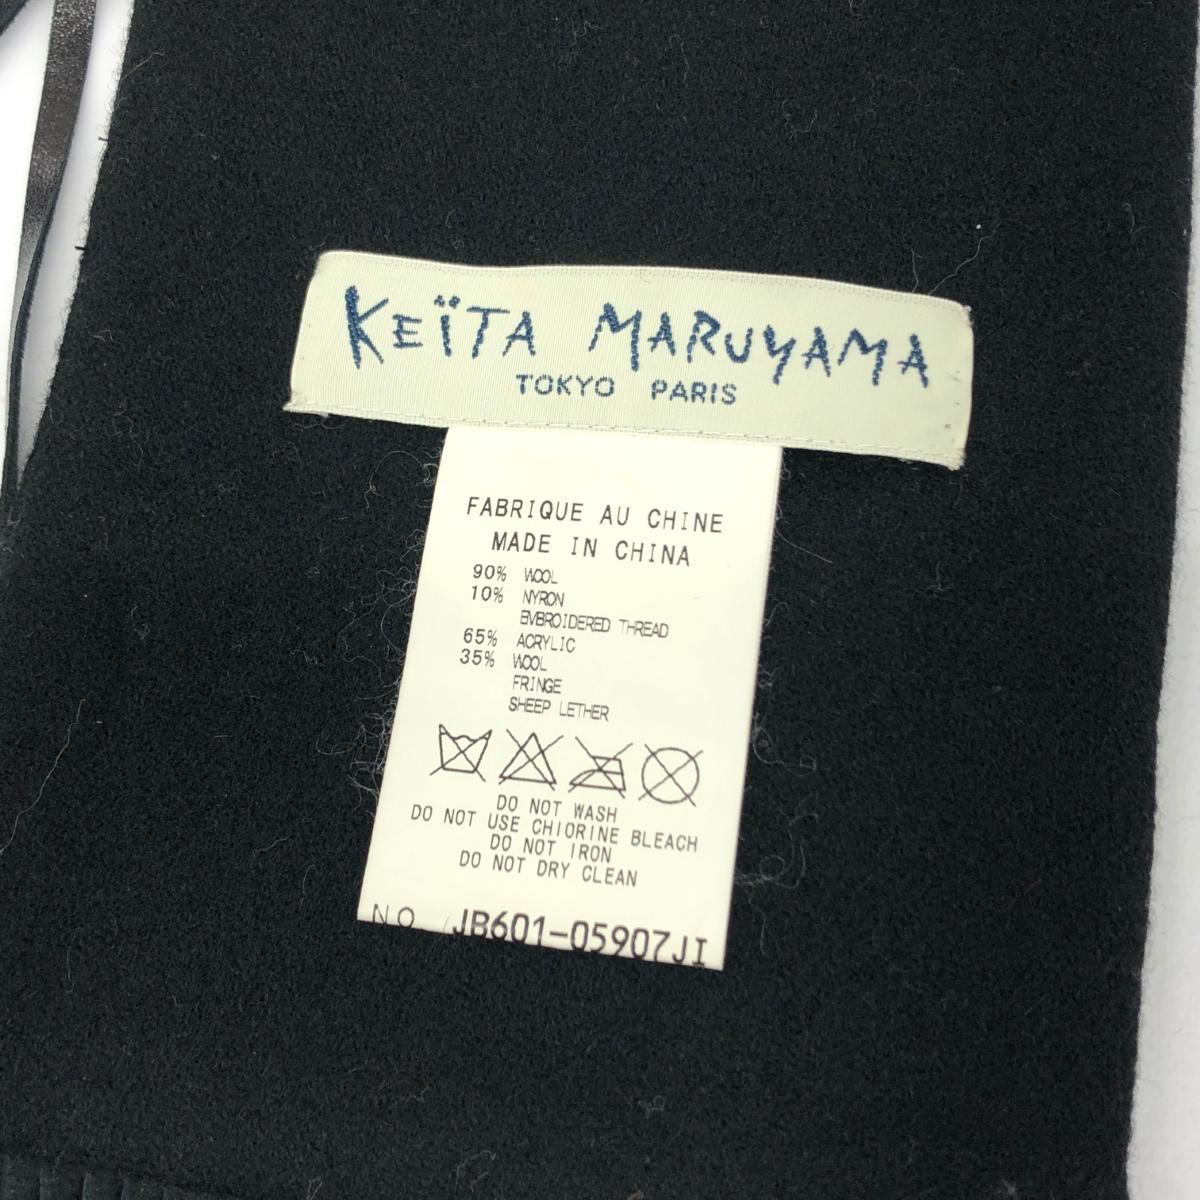 KEÏTA MARUYAMA
TOKYO PARIS
FABRIQUE AU CHINE
MADE IN CHINA
90% WOOL
10% NYRON
EMBROIDERED THREAD
65% ACRYLIC
35% WOOL
FRINGE
SHEEP LETHER
DO NOT WASH
DO NOT USE CHIORINE BLEACH
DO NOT IRON
DO NOT DRY CLEAN
NO. JB601-05907JI